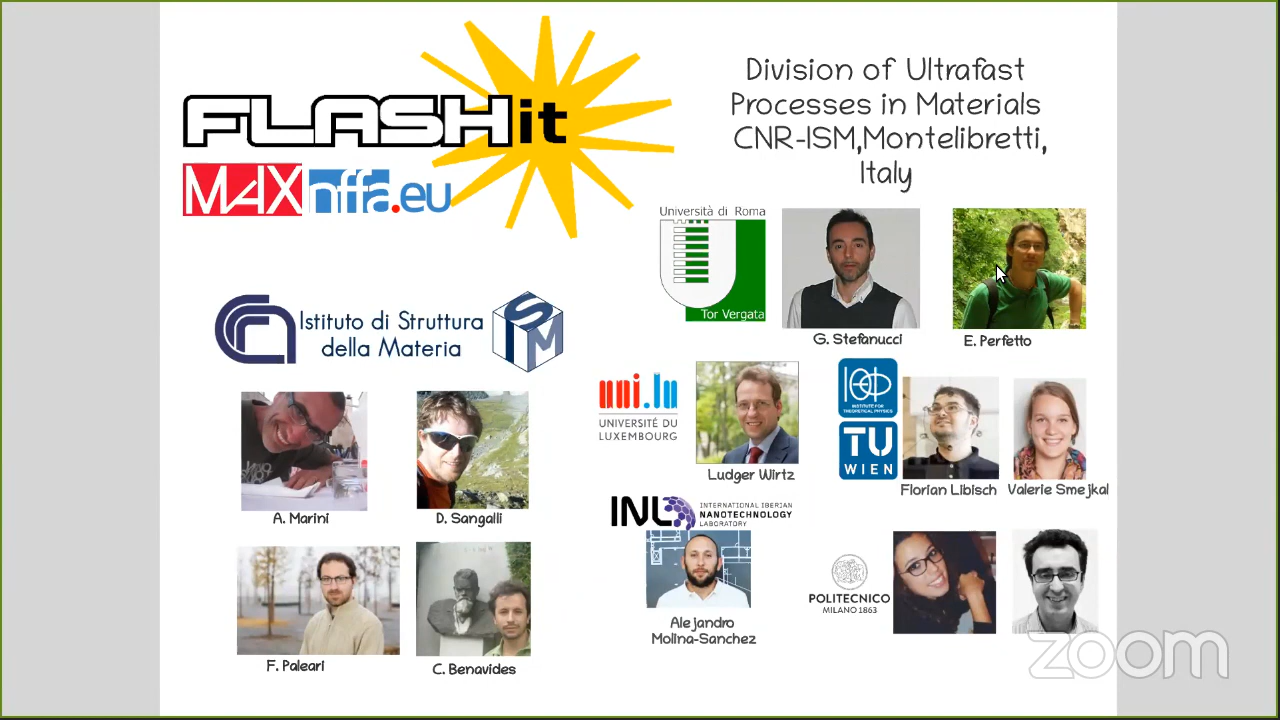 FLASHit
MAX nffa.eu
Division of Ultrafast
Processes in Materials
CNR-ISM,Montelibretti,
Italy
Università di Roma
Tor Vergata
G. Stefanucci
E. Perfetto
Istituto di Struttura
della Materia
ISM
uni.lu
UNIVERSITÉ DU
LUXEMBOURG
Ludger Wirtz
INSTITUTE FOR
THEORETICAL PHYSICS
TU
WIEN
Florian Libisch
Valerie Smejkal
A. Marini
D. Sangalli
INL
INTERNATIONAL IBERIAN
NANOTECHNOLOGY
LABORATORY
Alejandro
Molina-Sanchez
POLITECNICO
MILANO 1863
F. Paleari
C. Benavides
zoom